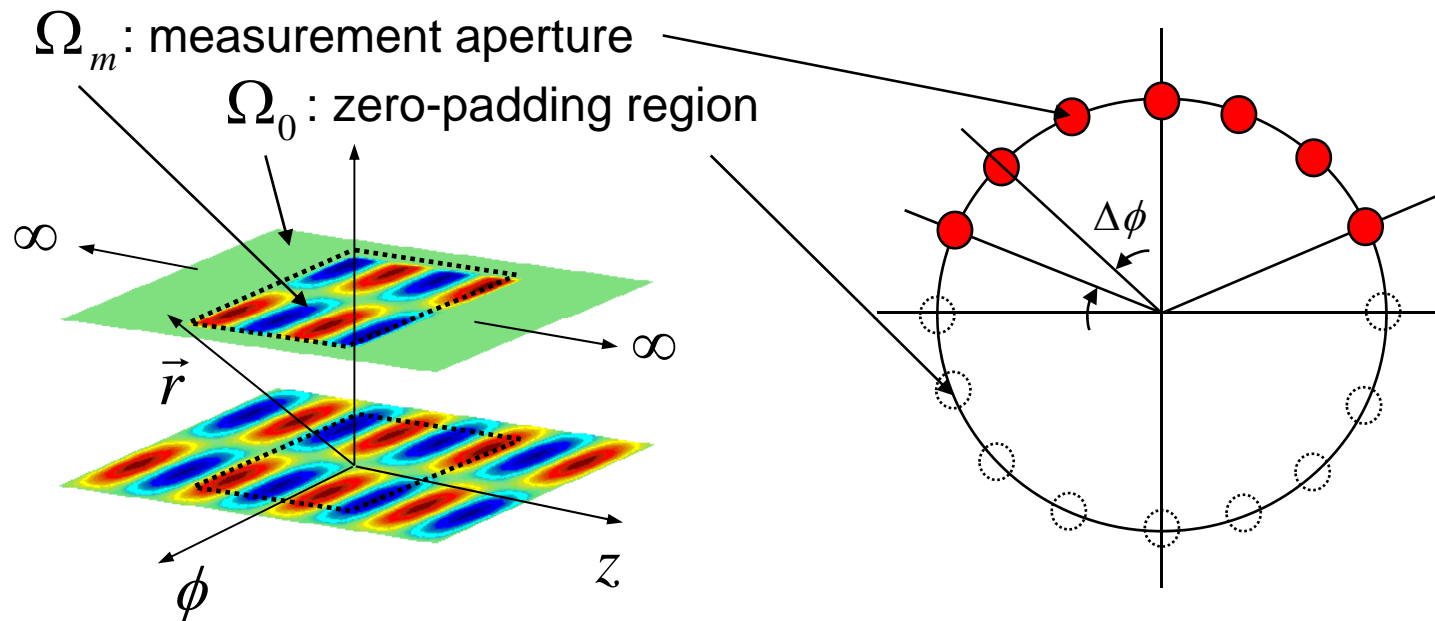 Ωm : measurement aperture
Ω0 : zero-padding region
Δϕ
∞
∞
r⃗
z
ϕ